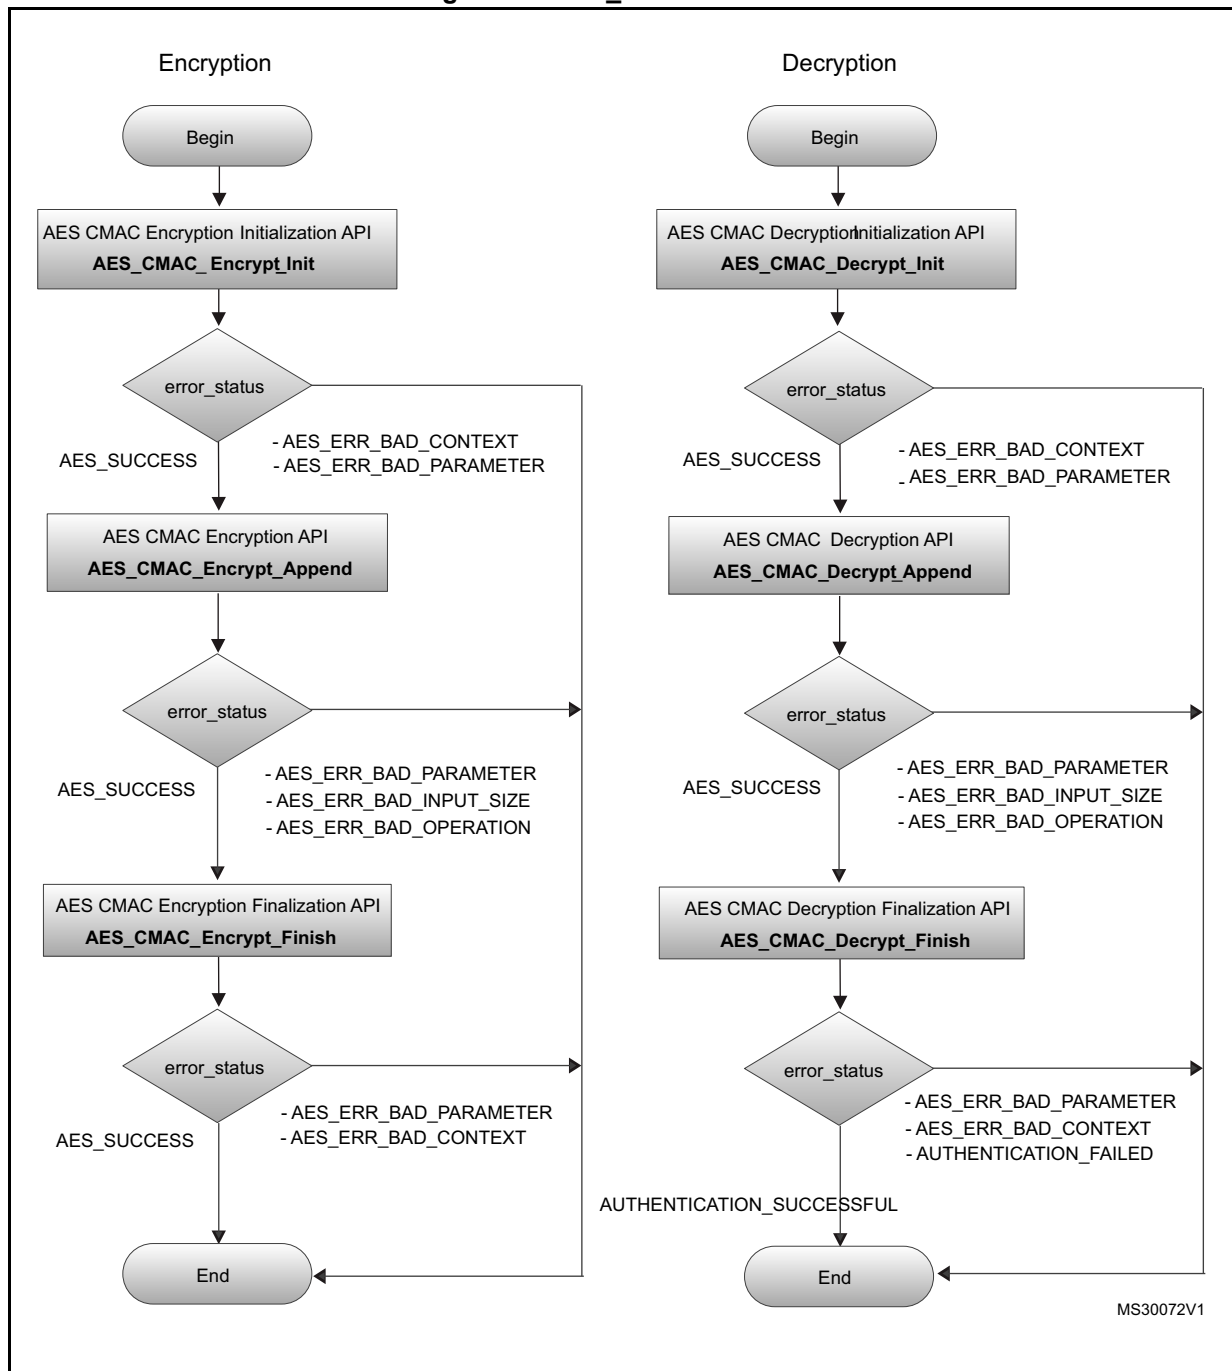 Encryption
Begin
AES CMAC Encryption Initialization API
AES_CMAC_ Encrypt_Init
error_status
AES_SUCCESS
- AES_ERR_BAD_CONTEXT
- AES_ERR_BAD_PARAMETER
AES CMAC Encryption API
AES_CMAC_Encrypt_Append
error_status
AES_SUCCESS
- AES_ERR_BAD_PARAMETER
- AES_ERR_BAD_INPUT_SIZE
- AES_ERR_BAD_OPERATION
AES CMAC Encryption Finalization API
AES_CMAC_Encrypt_Finish
error_status
AES_SUCCESS
- AES_ERR_BAD_PARAMETER
- AES_ERR_BAD_CONTEXT
End
Decryption
Begin
AES CMAC DecryptionInitialization API
AES_CMAC_Decrypt_Init
error_status
AES_SUCCESS
- AES_ERR_BAD_CONTEXT
- AES_ERR_BAD_PARAMETER
AES CMAC Decryption API
AES_CMAC_Decrypt_Append
error_status
AES_SUCCESS
- AES_ERR_BAD_PARAMETER
- AES_ERR_BAD_INPUT_SIZE
- AES_ERR_BAD_OPERATION
AES CMAC Decryption Finalization API
AES_CMAC_Decrypt_Finish
error_status
- AES_ERR_BAD_PARAMETER
- AES_ERR_BAD_CONTEXT
- AUTHENTICATION_FAILED
AUTHENTICATION_SUCCESSFUL
End
MS30072V1